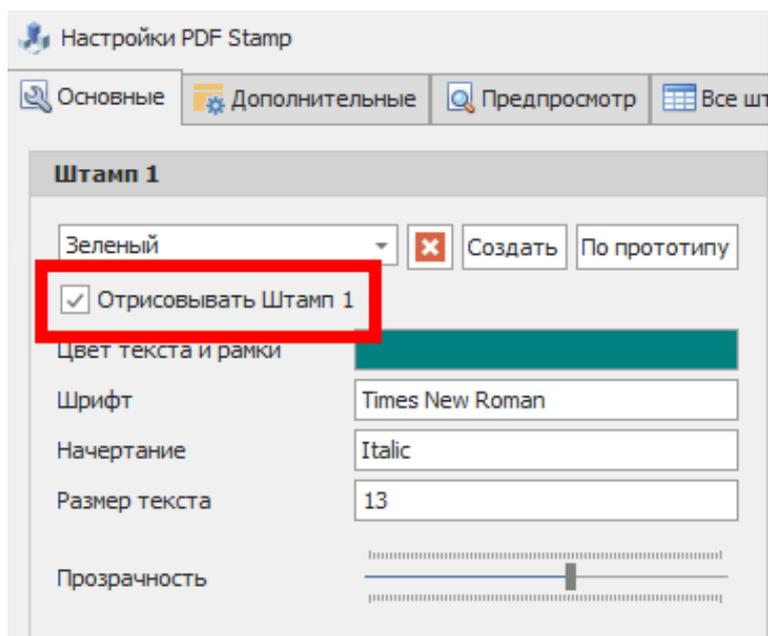 Настройки PDF Stamp
Основные Дополнительные Предпросмотр Все шт
Штамп 1
Зеленый Создать По прототипу
Отрисовывать Штамп 1
Цвет текста и рамки
Шрифт Times New Roman
Начертание Italic
Размер текста 13
Прозрачность